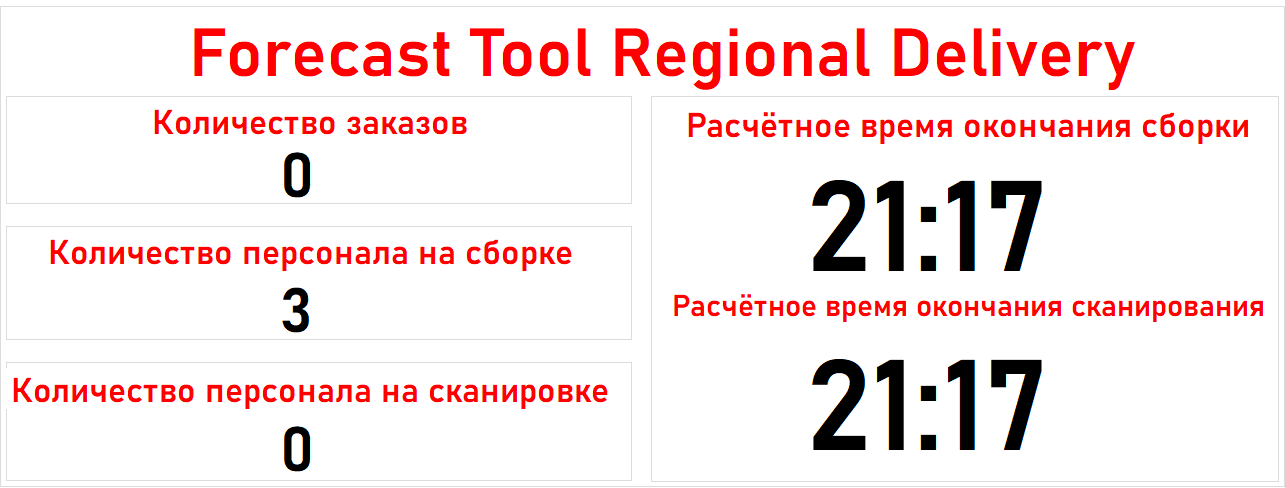 Forecast Tool Regional Delivery
Количество заказов
0
Количество персонала на сборке
3
Количество персонала на сканировке
0
Расчётное время окончания сборки
21:17
Расчётное время окончания сканирования
21:17